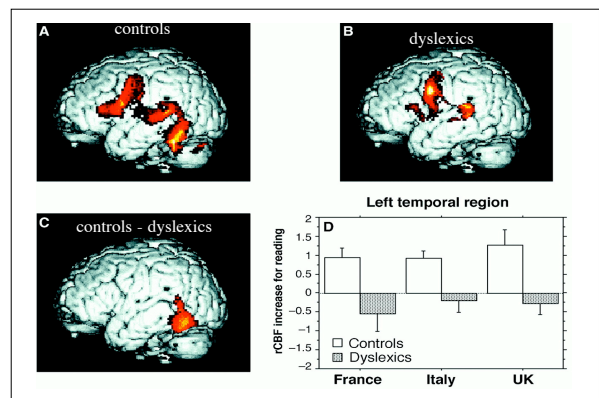 A
controls
B
dyslexics
C
controls - dyslexics
Left temporal region
D
rCBF increase for reading
2
1.5
1
0.5
0
−0.5
−1
−1.5
−2
Controls
Dyslexics
France
Italy
UK